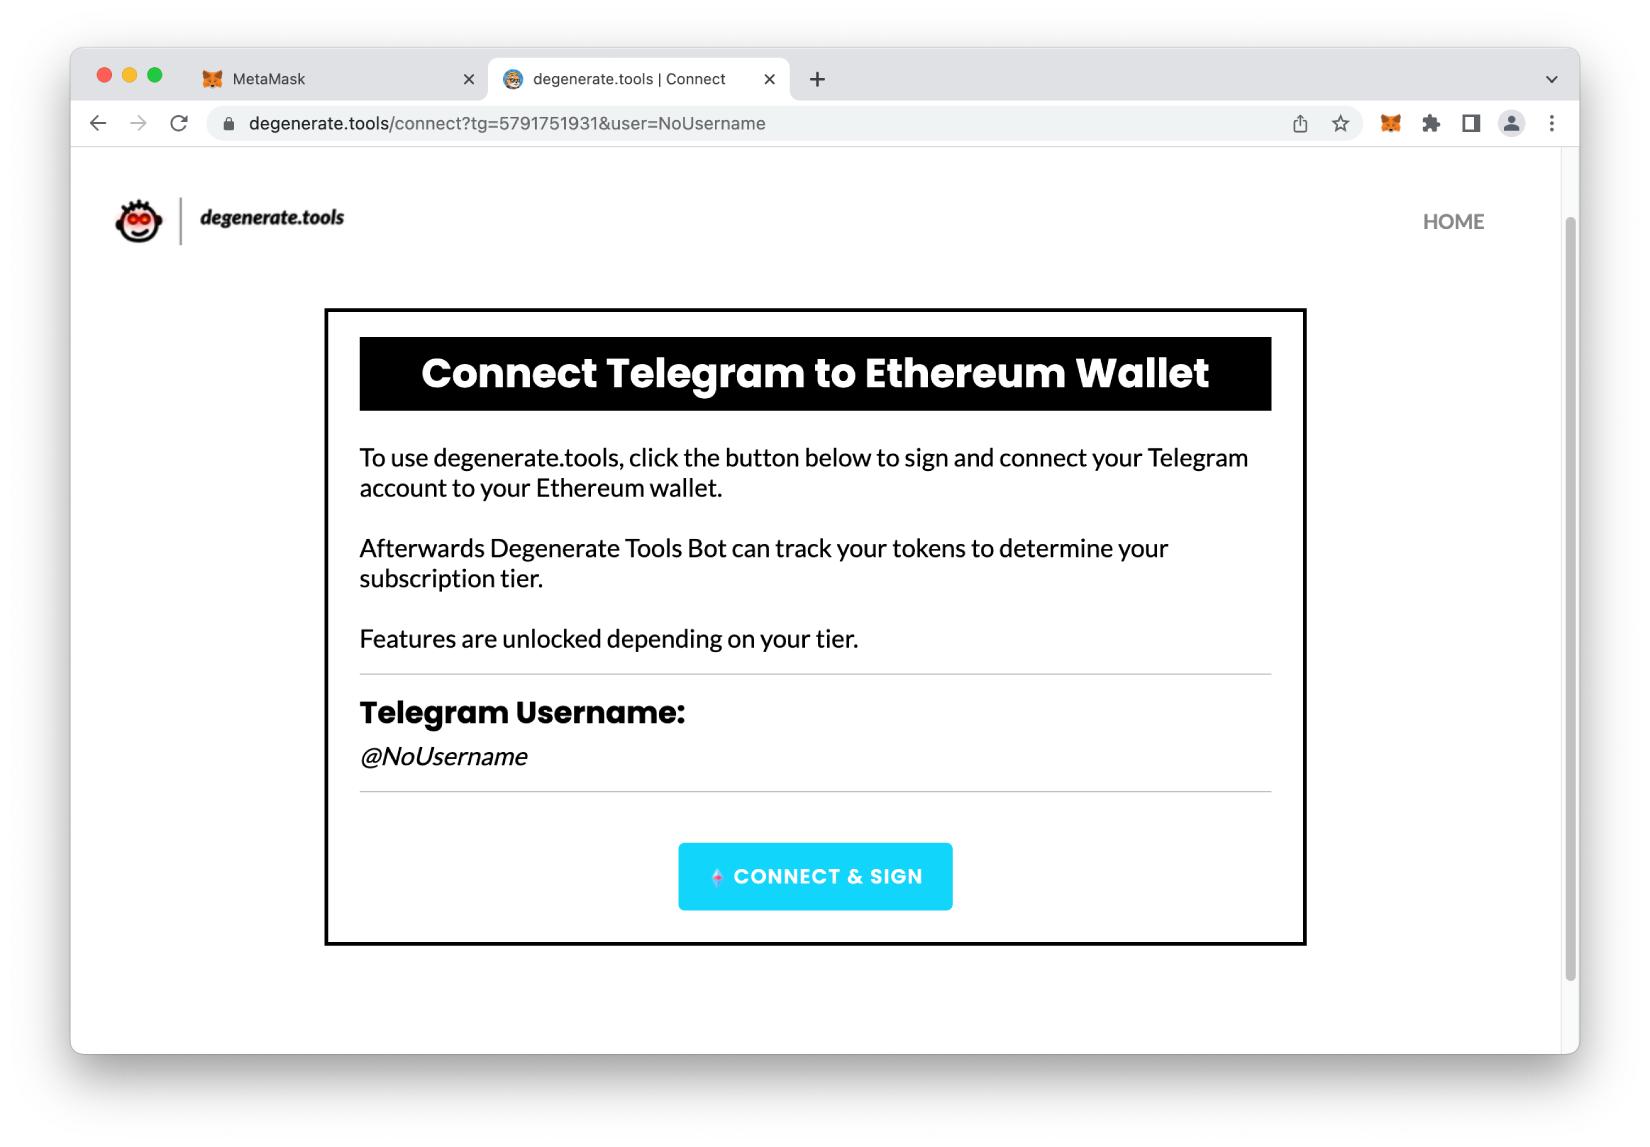 MetaMask
degenerate.tools | Connect
degenerate.tools/connect?tg=5791751931&user=NoUsername
degenerate.tools
HOME
Connect Telegram to Ethereum Wallet
To use degenerate.tools, click the button below to sign and connect your Telegram
account to your Ethereum wallet.
Afterwards Degenerate Tools Bot can track your tokens to determine your
subscription tier.
Features are unlocked depending on your tier.
Telegram Username:
@NoUsername
CONNECT & SIGN